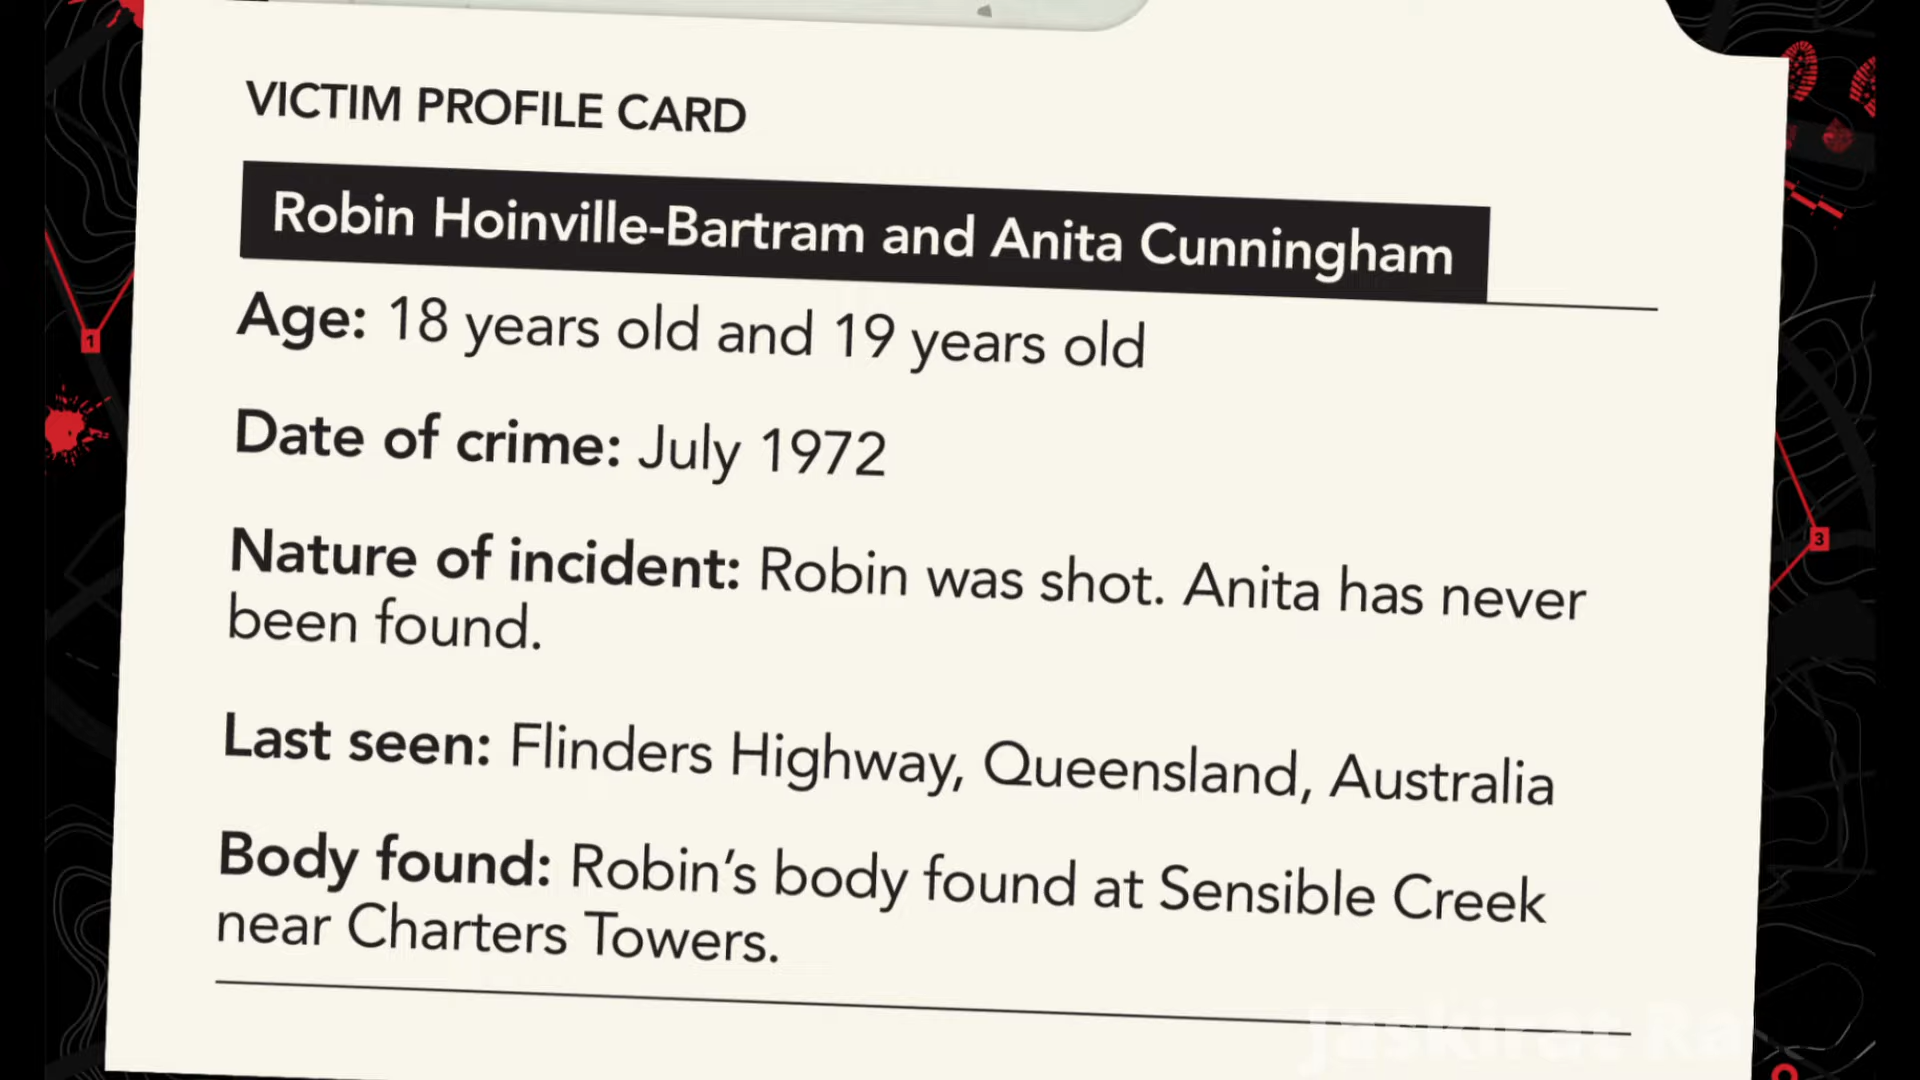 VICTIM PROFILE CARD
Robin Hoinville-Bartram and Anita Cunningham
Age: 18 years old and 19 years old
Date of crime: July 1972
Nature of incident: Robin was shot. Anita has never
been found.
Last seen: Flinders Highway, Queensland, Australia
Body found: Robin’s body found at Sensible Creek
near Charters Towers.
1
3